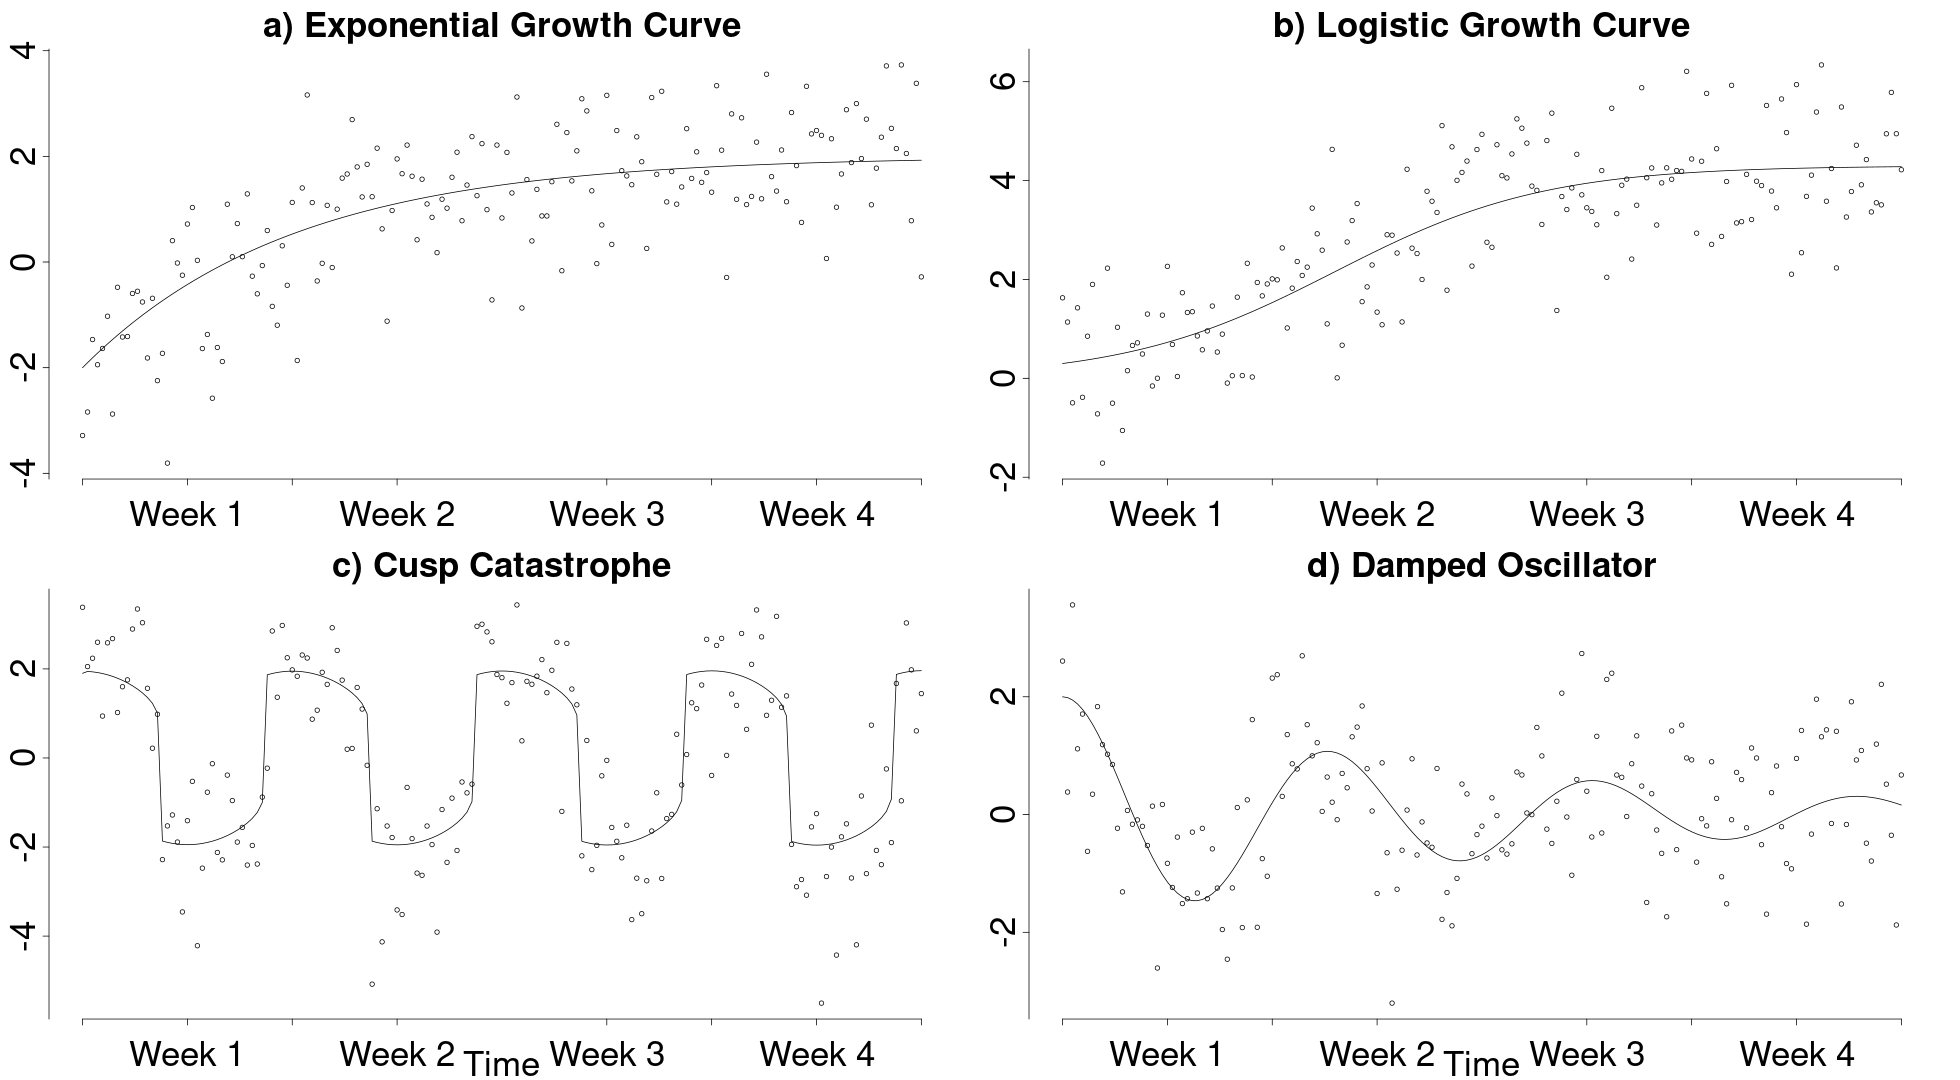 a) Exponential Growth Curve
4
2
0
-2
-4
Week 1 Week 2 Week 3 Week 4
b) Logistic Growth Curve
6
4
2
0
-2
Week 1 Week 2 Week 3 Week 4
c) Cusp Catastrophe
2
0
-2
-4
Week 1 Week 2 Week 3 Week 4
Time
d) Damped Oscillator
2
0
-2
Week 1 Week 2 Week 3 Week 4
Time